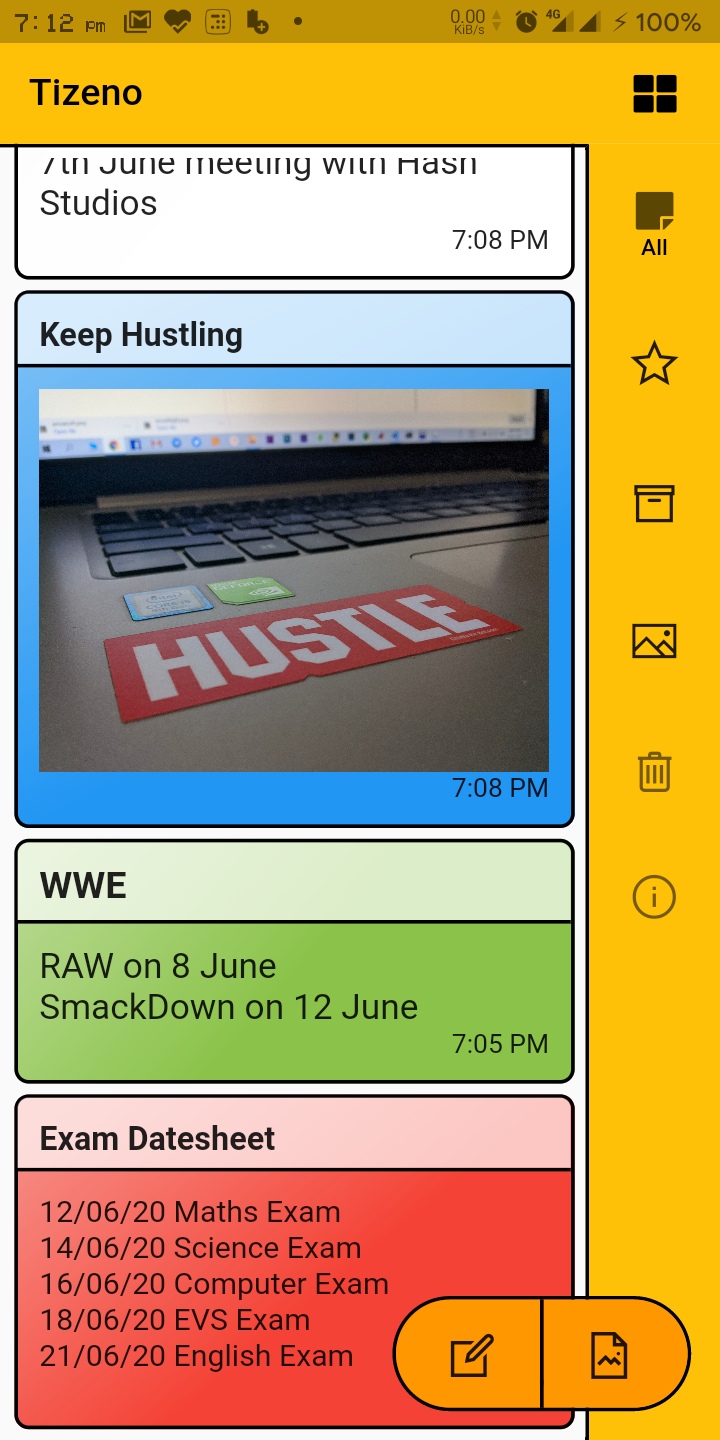 7:12 pm
0.00
KiB/s
4G
100%
Tizeno
7th June meeting with Hash
Studios
7:08 PM
All
Keep Hustling
intel
CORE i5
HUSTLE
7:08 PM
WWE
RAW on 8 June
SmackDown on 12 June
7:05 PM
Exam Datesheet
12/06/20 Maths Exam
14/06/20 Science Exam
16/06/20 Computer Exam
18/06/20 EVS Exam
21/06/20 English Exam